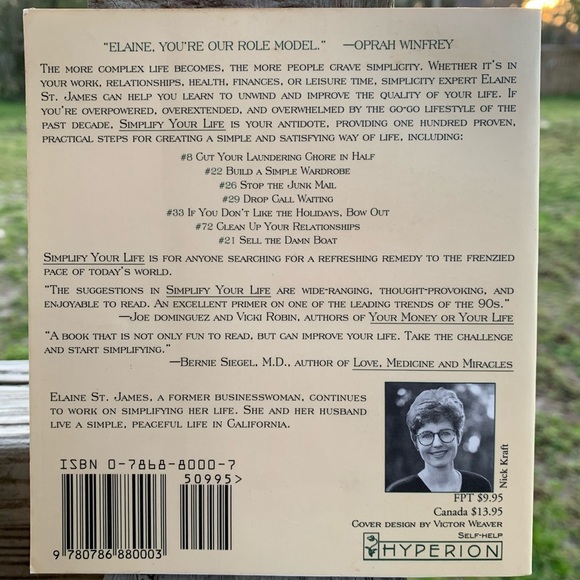 "Elaine, you're our role model." —Oprah Winfrey
The more complex life becomes, the more people crave simplicity. Whether it's in
your work, relationships, health, finances, or leisure time, simplicity expert Elaine
St. James can help you learn to unwind and improve the quality of your life. If
you're overpowered, overextended, and overwhelmed by the go-go lifestyle of the
past decade, Simplify Your Life is your antidote, providing one hundred proven,
practical steps for creating a simple and satisfying way of life, including:
#8 Cut Your Laundering Chore in Half
#22 Build a Simple Wardrobe
#26 Stop the Junk Mail
#29 Drop Call Waiting
#33 If You Don't Like the Holidays, Bow Out
#72 Clean Up Your Relationships
#21 Sell the Damn Boat
Simplify Your Life is for anyone searching for a refreshing remedy to the frenzied
pace of today's world.
"The suggestions in Simplify Your Life are wide-ranging, thought-provoking, and
enjoyable to read. An excellent primer on one of the leading trends of the 90s."
—Joe Dominguez and Vicki Robin, authors of Your Money or Your Life
"A book that is not only fun to read, but can improve your life. Take the challenge
and start simplifying."
—Bernie Siegel, M.D., author of Love, Medicine and Miracles
Elaine St. James, a former businesswoman, continues
to work on simplifying her life. She and her husband
live a simple, peaceful life in California.
Nick Kraft
ISBN 0-7868-8000-7
50995>
9 780786 880003
FPT $9.95
Canada $13.95
Cover design by Victor Weaver
Self-Help
HYPERION